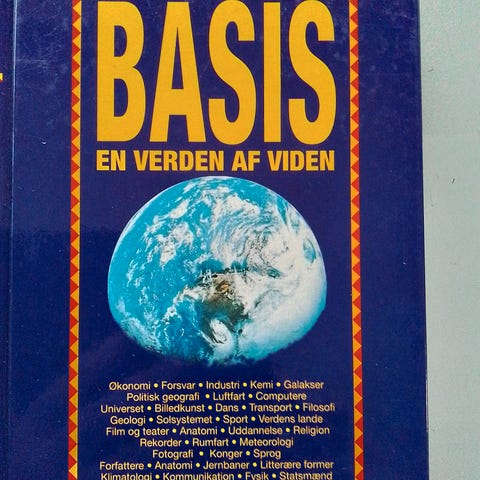 BASIS
EN VERDEN AF VIDEN
Økonomi • Forsvar • Industri • Kemi • Galakser
Politisk geografi • Luftfart • Computere
Universet • Billedkunst • Dans • Transport • Filosofi
Geologi • Solsystemet • Sport • Verdens lande
Film og teater • Anatomi • Uddannelse • Religion
Rekorder • Rumfart • Meteorologi
Fotografi • Konger • Sprog
Forfattere • Anatomi • Jernbaner • Litterære former
Klimatologi • Kommunikation • Fysik • Statsmænd